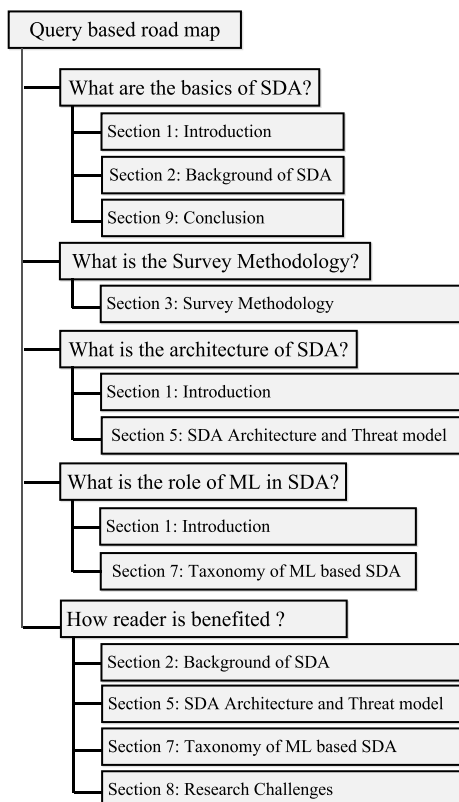 Query based road map
What are the basics of SDA?
Section 1: Introduction
Section 2: Background of SDA
Section 9: Conclusion
What is the Survey Methodology?
Section 3: Survey Methodology
What is the architecture of SDA?
Section 1: Introduction
Section 5: SDA Architecture and Threat model
What is the role of ML in SDA?
Section 1: Introduction
Section 7: Taxonomy of ML based SDA
How reader is benefited ?
Section 2: Background of SDA
Section 5: SDA Architecture and Threat model
Section 7: Taxonomy of ML based SDA
Section 8: Research Challenges